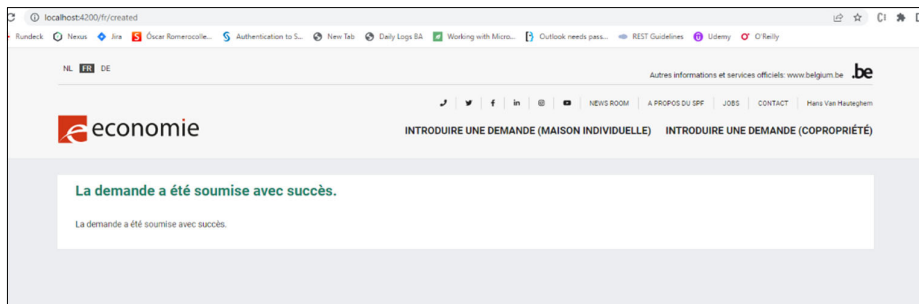 localhost:4200/fr/created
Rundeck Nexus Jira Óscar Romerocolle... Authentication to S... New Tab Daily Logs BA Working with Micro... Outlook needs pass... REST Guidelines Udemy O'Reilly
NL FR DE
Autres informations et services officiels: www.belgium.be .be
NEWS ROOM A PROPOS DU SPF JOBS CONTACT Hans Van Hauteghem
economie
INTRODUIRE UNE DEMANDE (MAISON INDIVIDUELLE) INTRODUIRE UNE DEMANDE (COPROPRIÉTÉ)
La demande a été soumise avec succès.
La demande a été soumise avec succès.